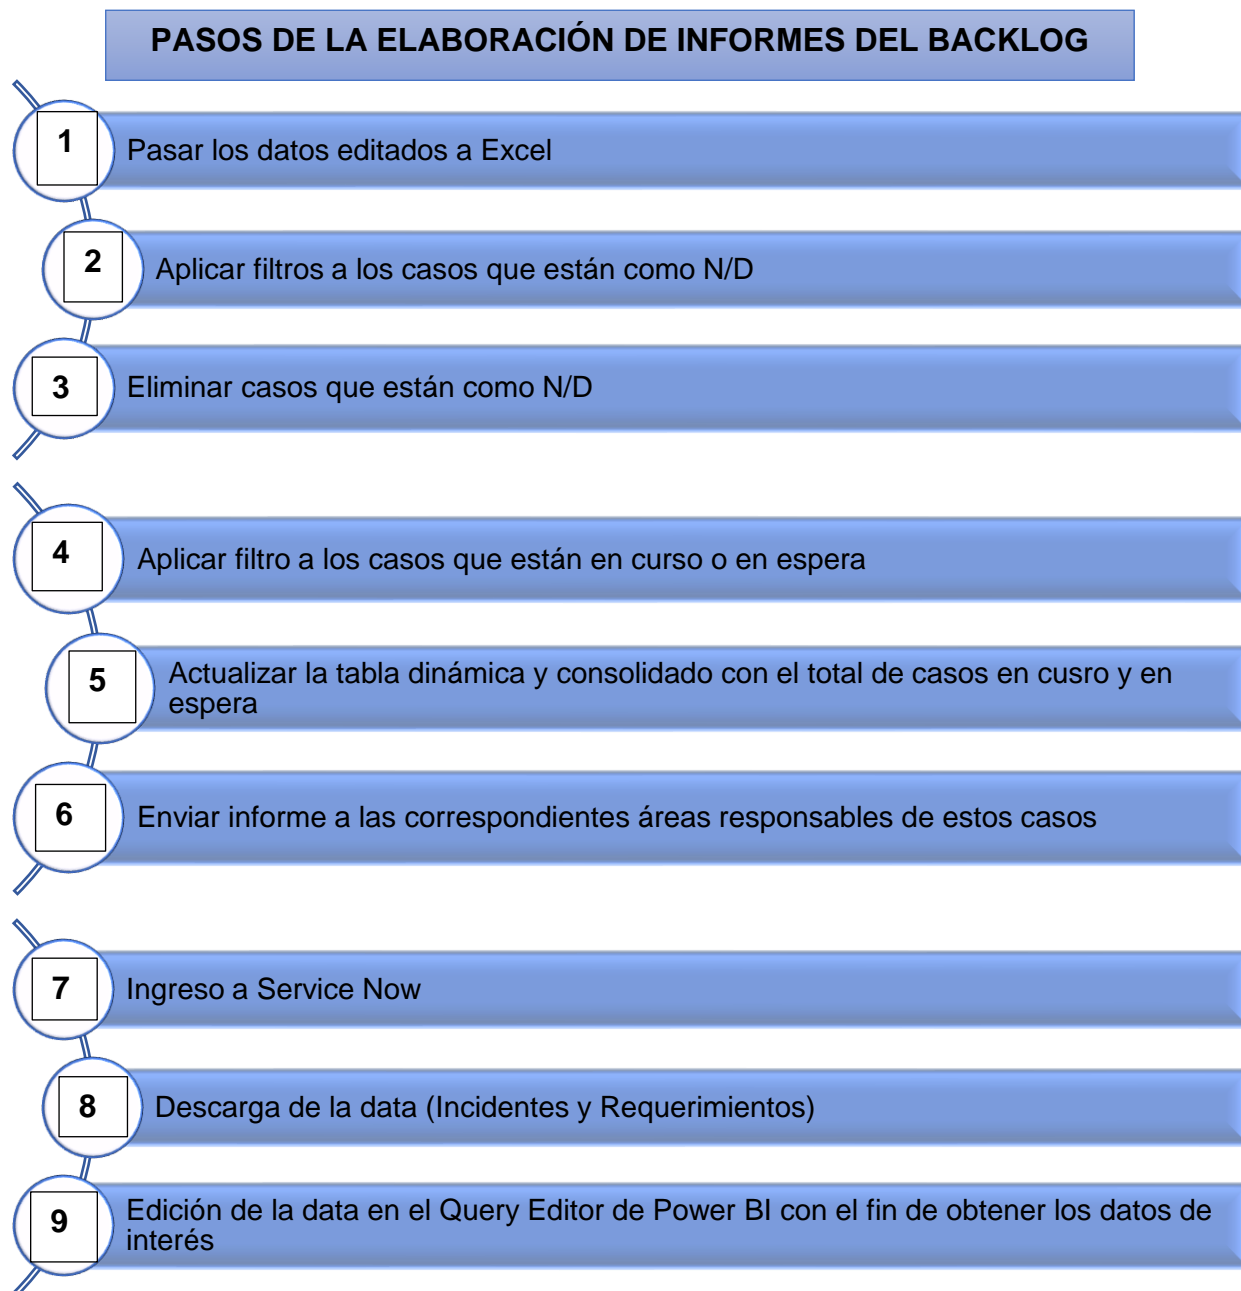 PASOS DE LA ELABORACIÓN DE INFORMES DEL BACKLOG
1
Pasar los datos editados a Excel
2
Aplicar filtros a los casos que están como N/D
3
Eliminar casos que están como N/D
4
Aplicar filtro a los casos que están en curso o en espera
5
Actualizar la tabla dinámica y consolidado con el total de casos en cusro y en
espera
6
Enviar informe a las correspondientes áreas responsables de estos casos
7
Ingreso a Service Now
8
Descarga de la data (Incidentes y Requerimientos)
9
Edición de la data en el Query Editor de Power BI con el fin de obtener los datos de
interés